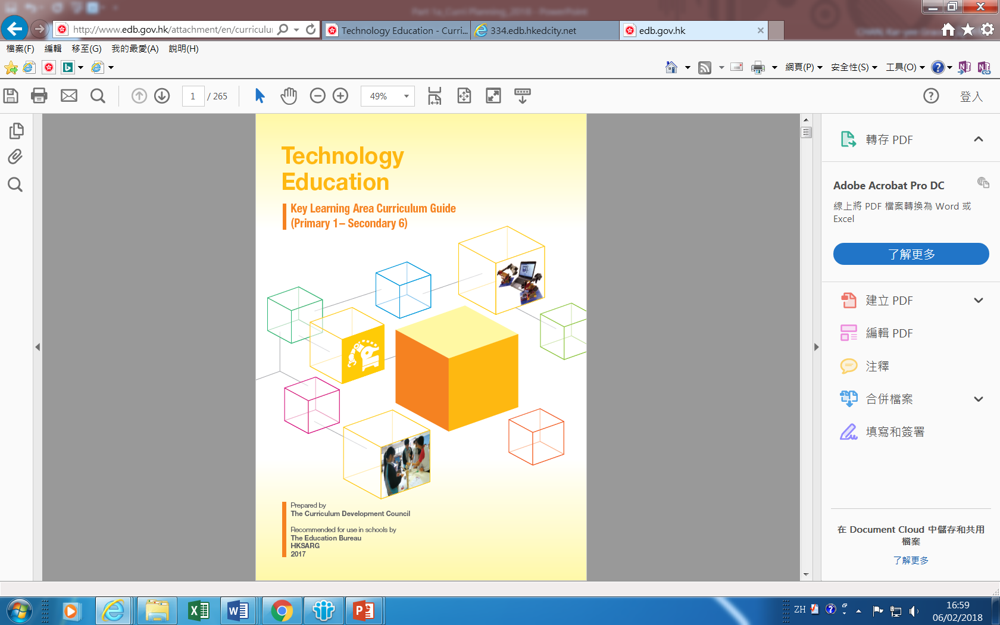 Part 1a_Curri Planning_2018 - PowerPoint
http://www.edb.gov.hk/attachment/en/curriculu
Technology Education - Curri...
334.edb.hkedcity.net
edb.gov.hk
檔案(F) 編輯 移至(G) 我的最愛(A) 說明(H)
網頁(P) 安全性(S) 工具(O)
1 / 265
49%
登入
Technology
Education
Key Learning Area Curriculum Guide
(Primary 1 – Secondary 6)
Prepared by
The Curriculum Development Council
Recommended for use in schools by
The Education Bureau
HKSARG
2017
轉存 PDF
Adobe Acrobat Pro DC
線上將 PDF 檔案轉換為 Word 或
Excel
了解更多
建立 PDF
編輯 PDF
注釋
合併檔案
填寫和簽署
在 Document Cloud 中儲存和共用
檔案
了解更多
ZH
16:59
06/02/2018